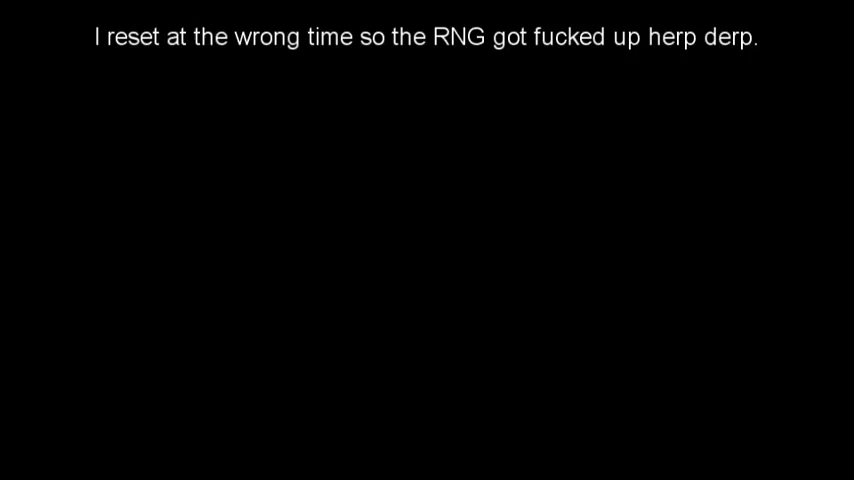 I reset at the wrong time so the RNG got fucked up herp derp.